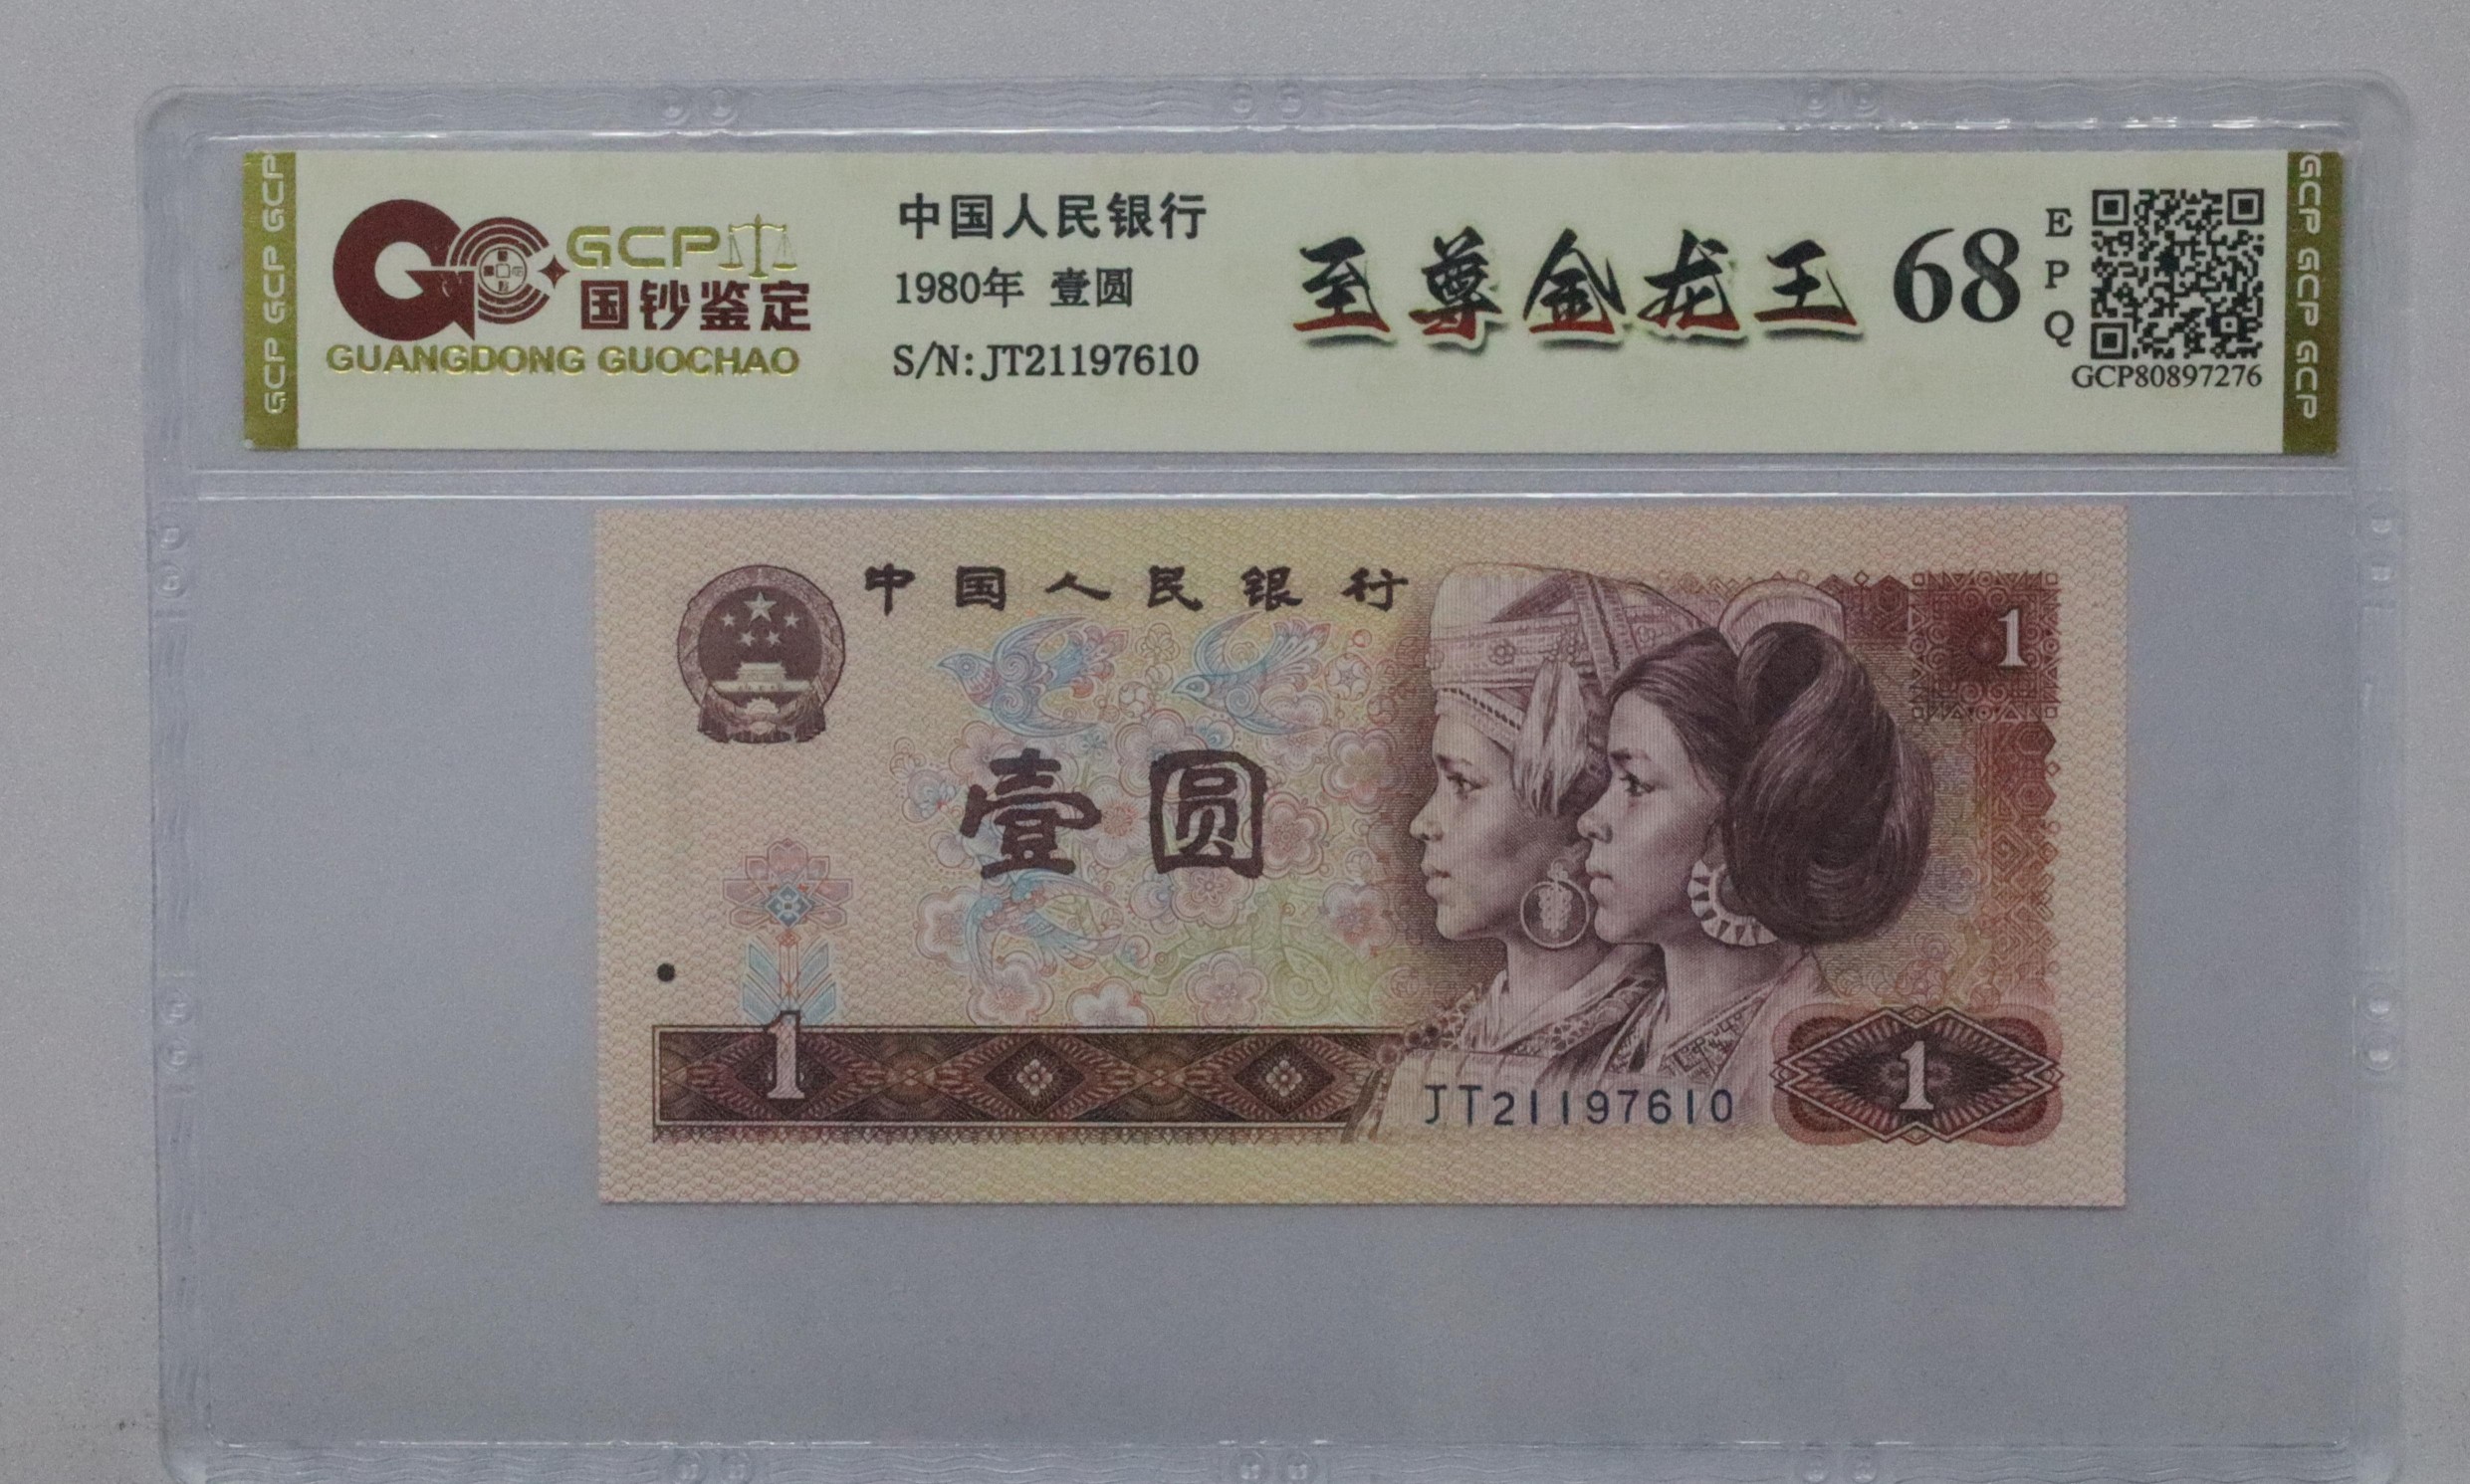 GCP GCP GCP
GCP
国钞鉴定
GUANGDONG GUOCHAO
中国人民银行
1980年 壹圆
S/N: JT21197610
至尊金龙王
68
EPQ
GCP80897276
GCP GCP GCP
中国人民银行
1
壹圆
1
JT21197610
1